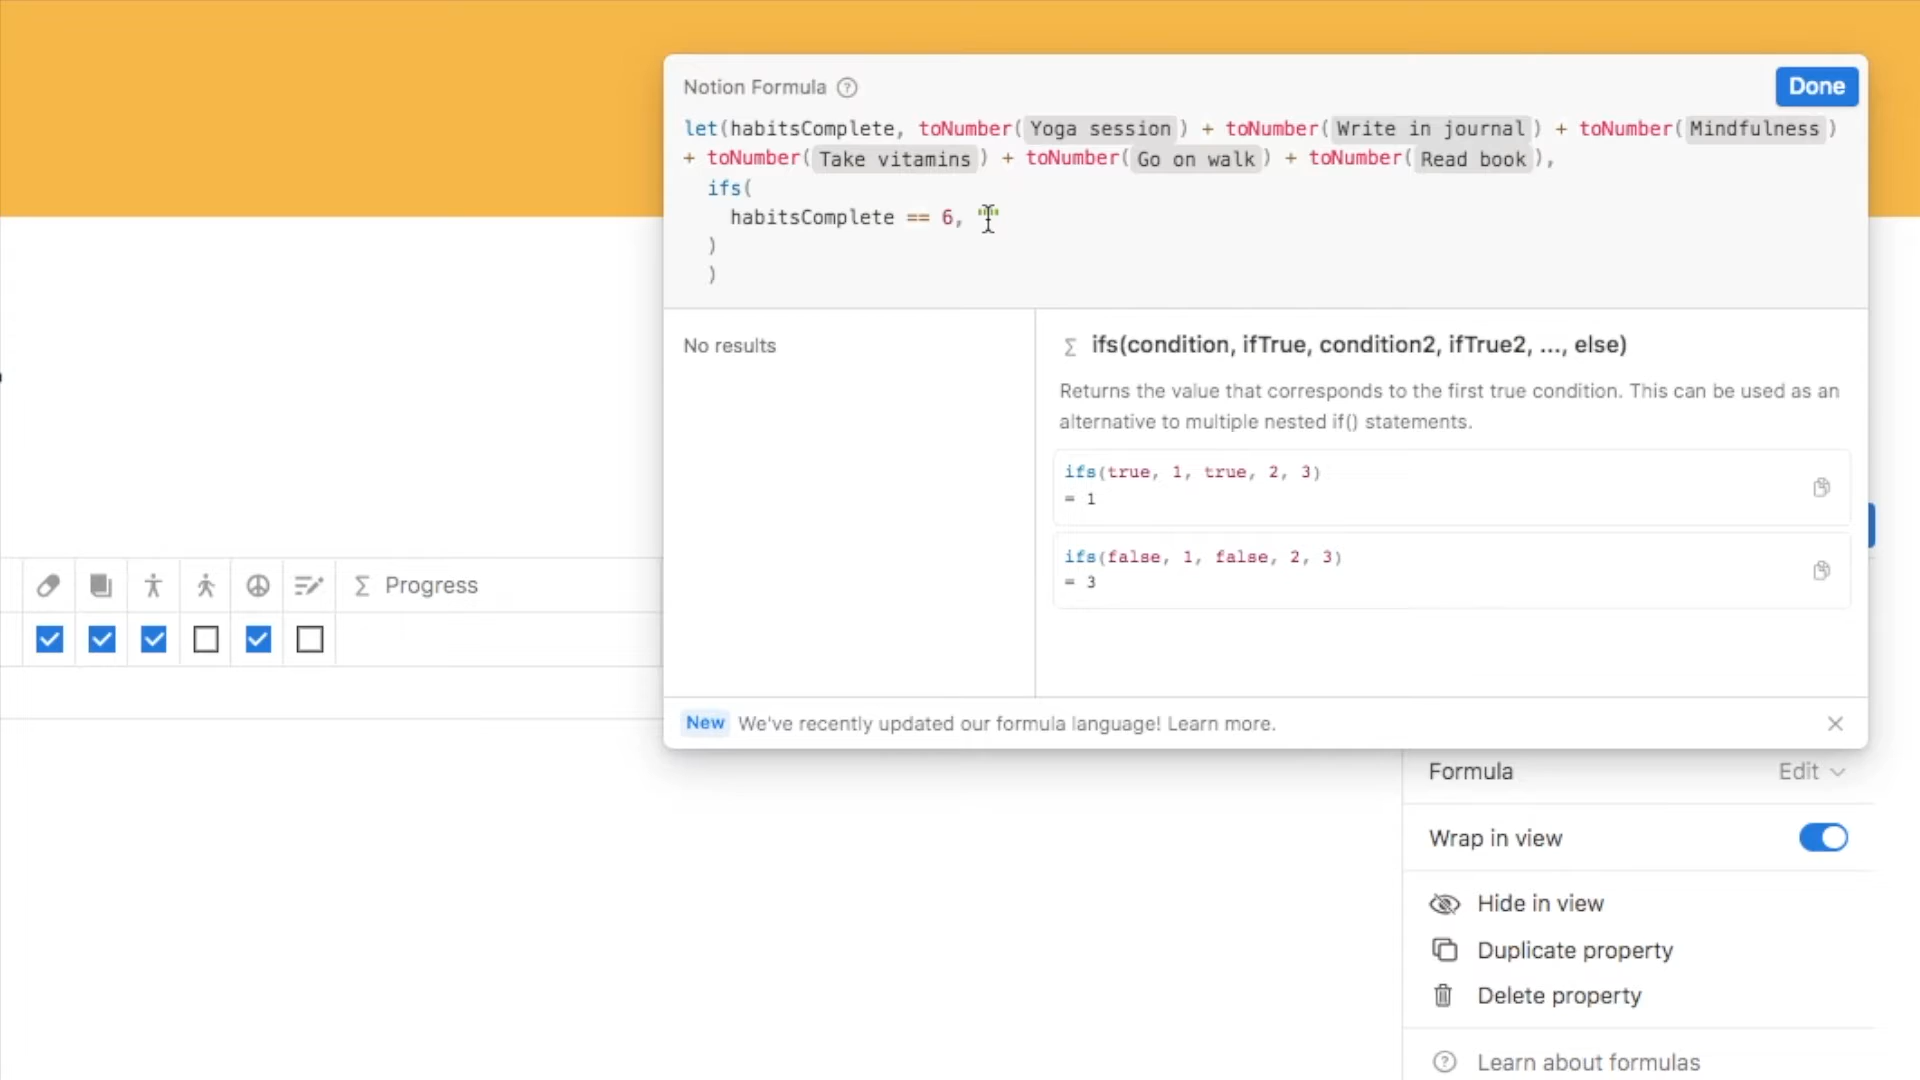 Notion Formula ?
Done
let(habitsComplete, toNumber( Yoga session ) + toNumber( Write in journal ) + toNumber( Mindfulness )
+ toNumber( Take vitamins ) + toNumber( Go on walk ) + toNumber( Read book ),
ifs(
habitsComplete == 6, ""
)
)
No results
Σ ifs(condition, ifTrue, condition2, ifTrue2, ..., else)
Returns the value that corresponds to the first true condition. This can be used as an
alternative to multiple nested if() statements.
ifs(true, 1, true, 2, 3)
= 1
ifs(false, 1, false, 2, 3)
= 3
Σ Progress
New We've recently updated our formula language! Learn more.
Formula
Edit
Wrap in view
Hide in view
Duplicate property
Delete property
? Learn about formulas